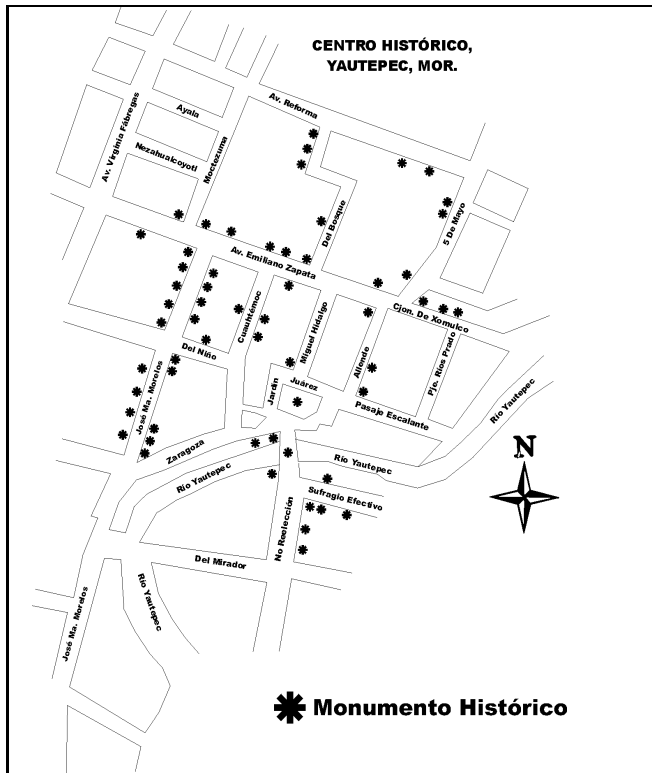 CENTRO HISTÓRICO,
YAUTEPEC, MOR.
Av. Reforma
Av. Virginia Fábregas
Ayala
Nezahualcoyotl
Moctezuma
Del Bosque
5 De Mayo
Av. Emiliano Zapata
Cjon. De Xomulco
Cuauhtémoc
Miguel Hidalgo
Allende
Pje. Ríos Prado
Del Niño
Jardín
Juárez
José Ma. Morelos
Pasaje Escalante
Río Yautepec
Zaragoza
Río Yautepec
Río Yautepec
N
Sufragio Efectivo
No Reelección
Del Mirador
Río Yautepec
José Ma. Morelos
Monumento Histórico